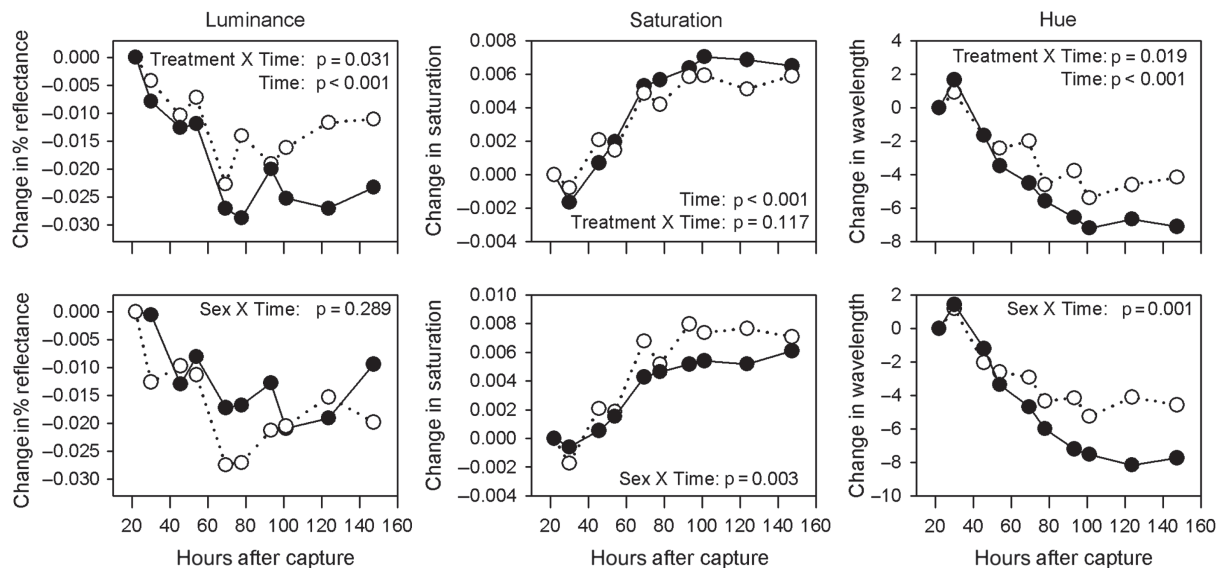 Luminance
Change in % reflectance
0.000
–0.005
–0.010
–0.015
–0.020
–0.025
–0.030
Treatment X Time: p = 0.031
Time: p < 0.001
Saturation
Change in saturation
0.008
0.006
0.004
0.002
0.000
–0.002
–0.004
Time: p < 0.001
Treatment X Time: p = 0.117
Hue
Change in wavelength
4
2
0
–2
–4
–6
–8
Treatment X Time: p = 0.019
Time: p < 0.001
Change in % reflectance
0.000
–0.005
–0.010
–0.015
–0.020
–0.025
–0.030
Sex X Time: p = 0.289
20 40 60 80 100 120 140 160
Hours after capture
Change in saturation
0.010
0.008
0.006
0.004
0.002
0.000
–0.002
–0.004
Sex X Time: p = 0.003
20 40 60 80 100 120 140 160
Hours after capture
Change in wavelength
2
0
–2
–4
–6
–8
–10
Sex X Time: p = 0.001
20 40 60 80 100 120 140 160
Hours after capture